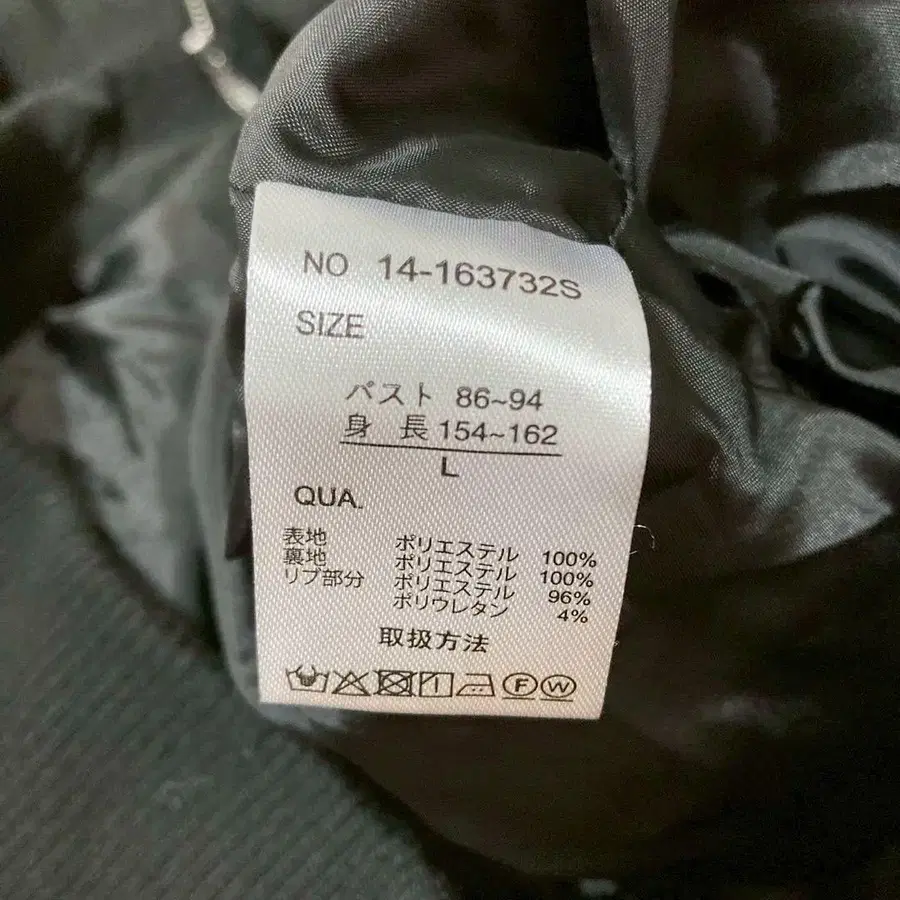 NO 14-163732S
SIZE
バスト 86~94
身 長 154~162
L
QUA.
表地 ポリエステル 100%
裏地 ポリエステル 100%
リブ部分 ポリエステル 96%
ポリウレタン 4%
取扱方法
F W